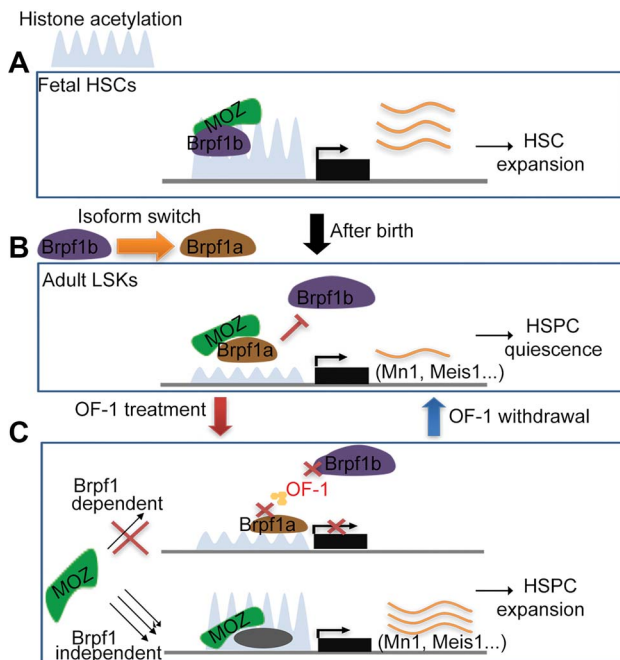 Histone acetylation
A
Fetal HSCs
MOZ
Brpf1b
HSC
expansion
Isoform switch
After birth
Brpf1b
Brpf1a
B
Adult LSKs
Brpf1b
MOZ
Brpf1a
HSPC
quiescence
(Mn1, Meis1...)
OF-1 treatment
OF-1 withdrawal
C
Brpf1b
Brpf1
dependent
OF-1
Brpf1a
MOZ
HSPC
expansion
MOZ
Brpf1
independent
(Mn1, Meis1...)